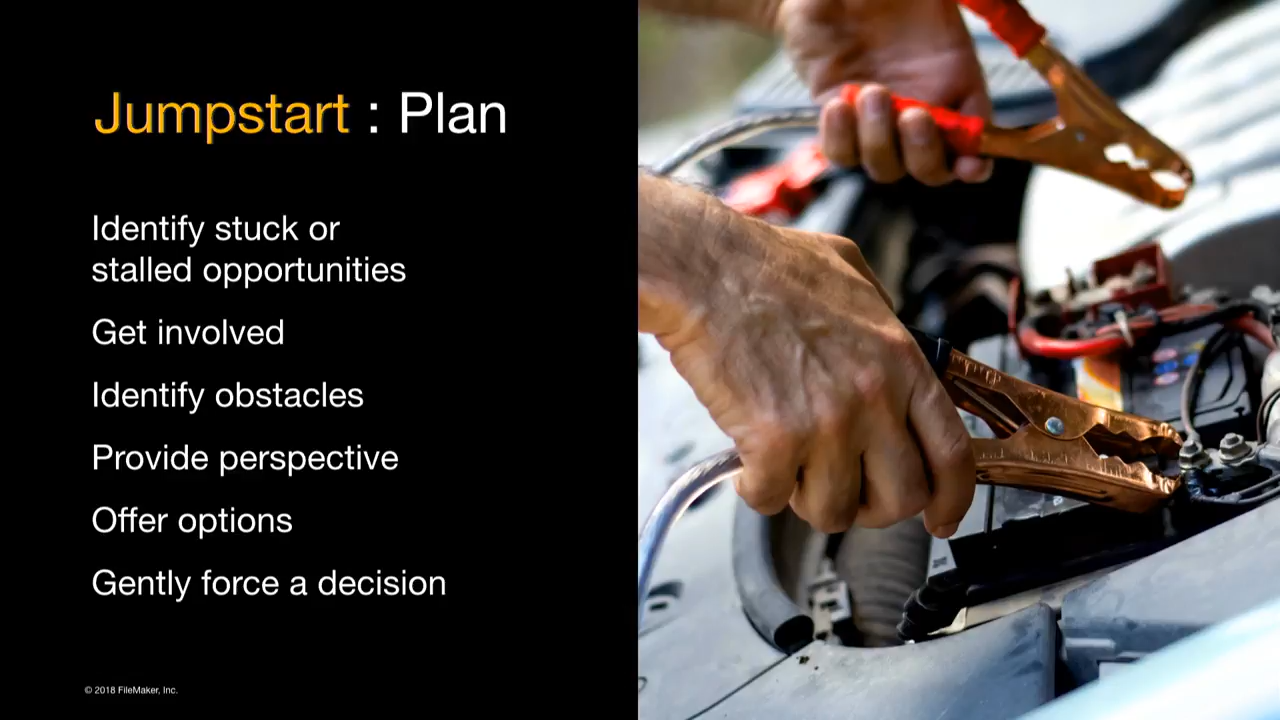 Jumpstart : Plan
Identify stuck or
stalled opportunities
Get involved
Identify obstacles
Provide perspective
Offer options
Gently force a decision
© 2018 FileMaker, Inc.